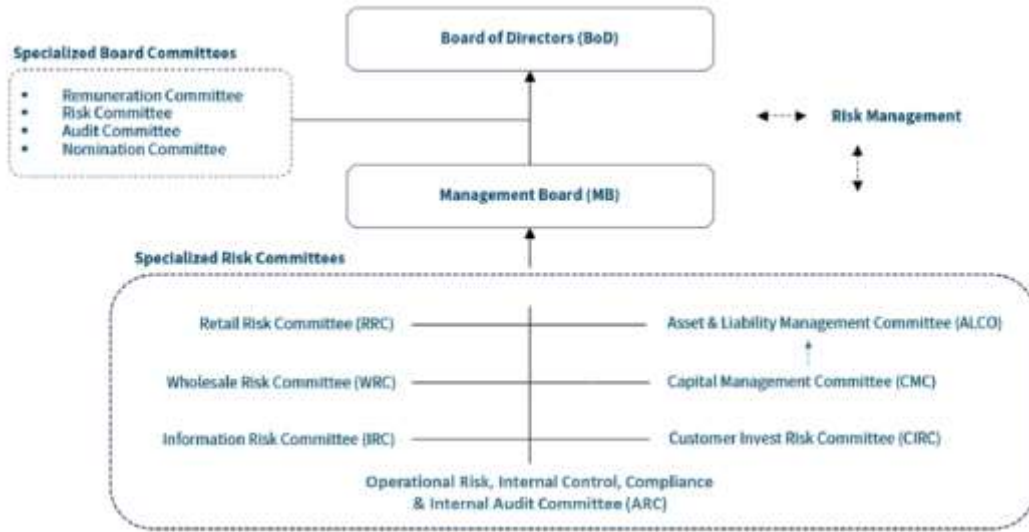 Board of Directors (BoD)
Specialized Board Committees
• Remuneration Committee
• Risk Committee
• Audit Committee
• Nomination Committee
Risk Management
Management Board (MB)
Specialized Risk Committees
Retail Risk Committee (RRC)
Asset & Liability Management Committee (ALCO)
Wholesale Risk Committee (WRC)
Capital Management Committee (CMC)
Information Risk Committee (IRC)
Customer Invest Risk Committee (CIRC)
Operational Risk, Internal Control, Compliance
& Internal Audit Committee (ARC)